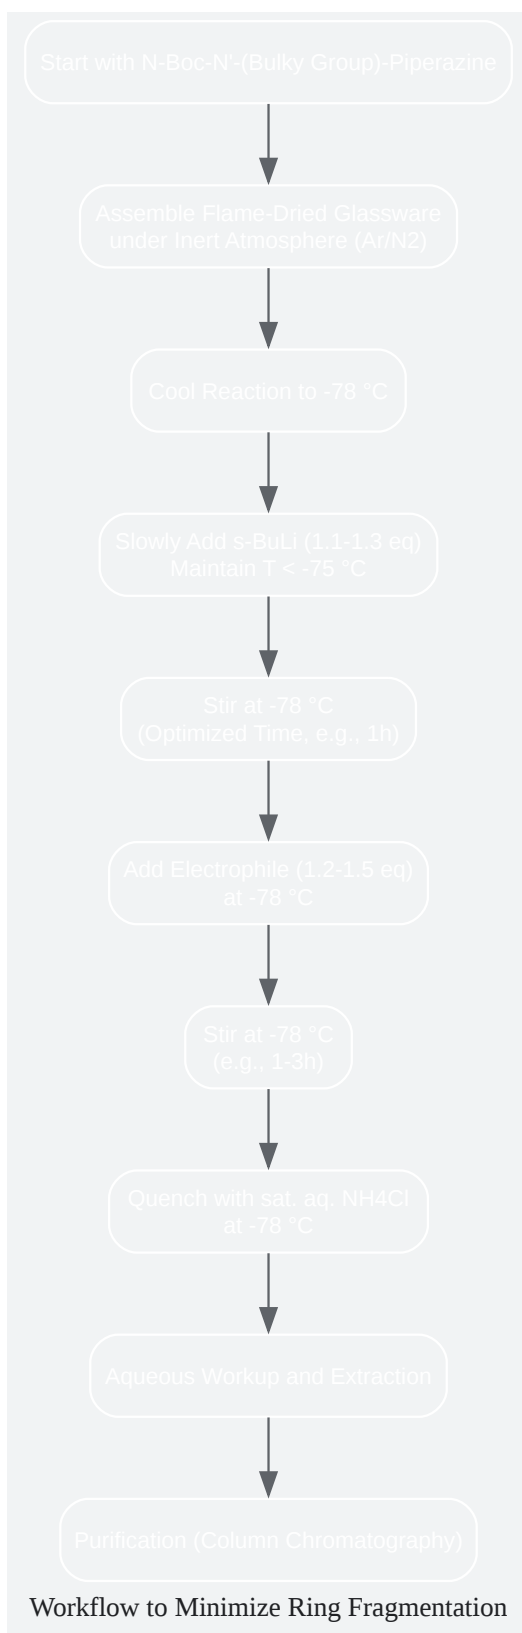 Start with N-Boc-N'-(Bulky Group)-Piperazine
Assemble Flame-Dried Glassware
under Inert Atmosphere (Ar/N2)
Cool Reaction to -78 °C
Slowly Add s-BuLi (1.1-1.3 eq)
Maintain T < -75 °C
Stir at -78 °C
(Optimized Time, e.g., 1h)
Add Electrophile (1.2-1.5 eq)
at -78 °C
Stir at -78 °C
(e.g., 1-3h)
Quench with sat. aq. NH4Cl
at -78 °C
Aqueous Workup and Extraction
Purification (Column Chromatography)
Workflow to Minimize Ring Fragmentation